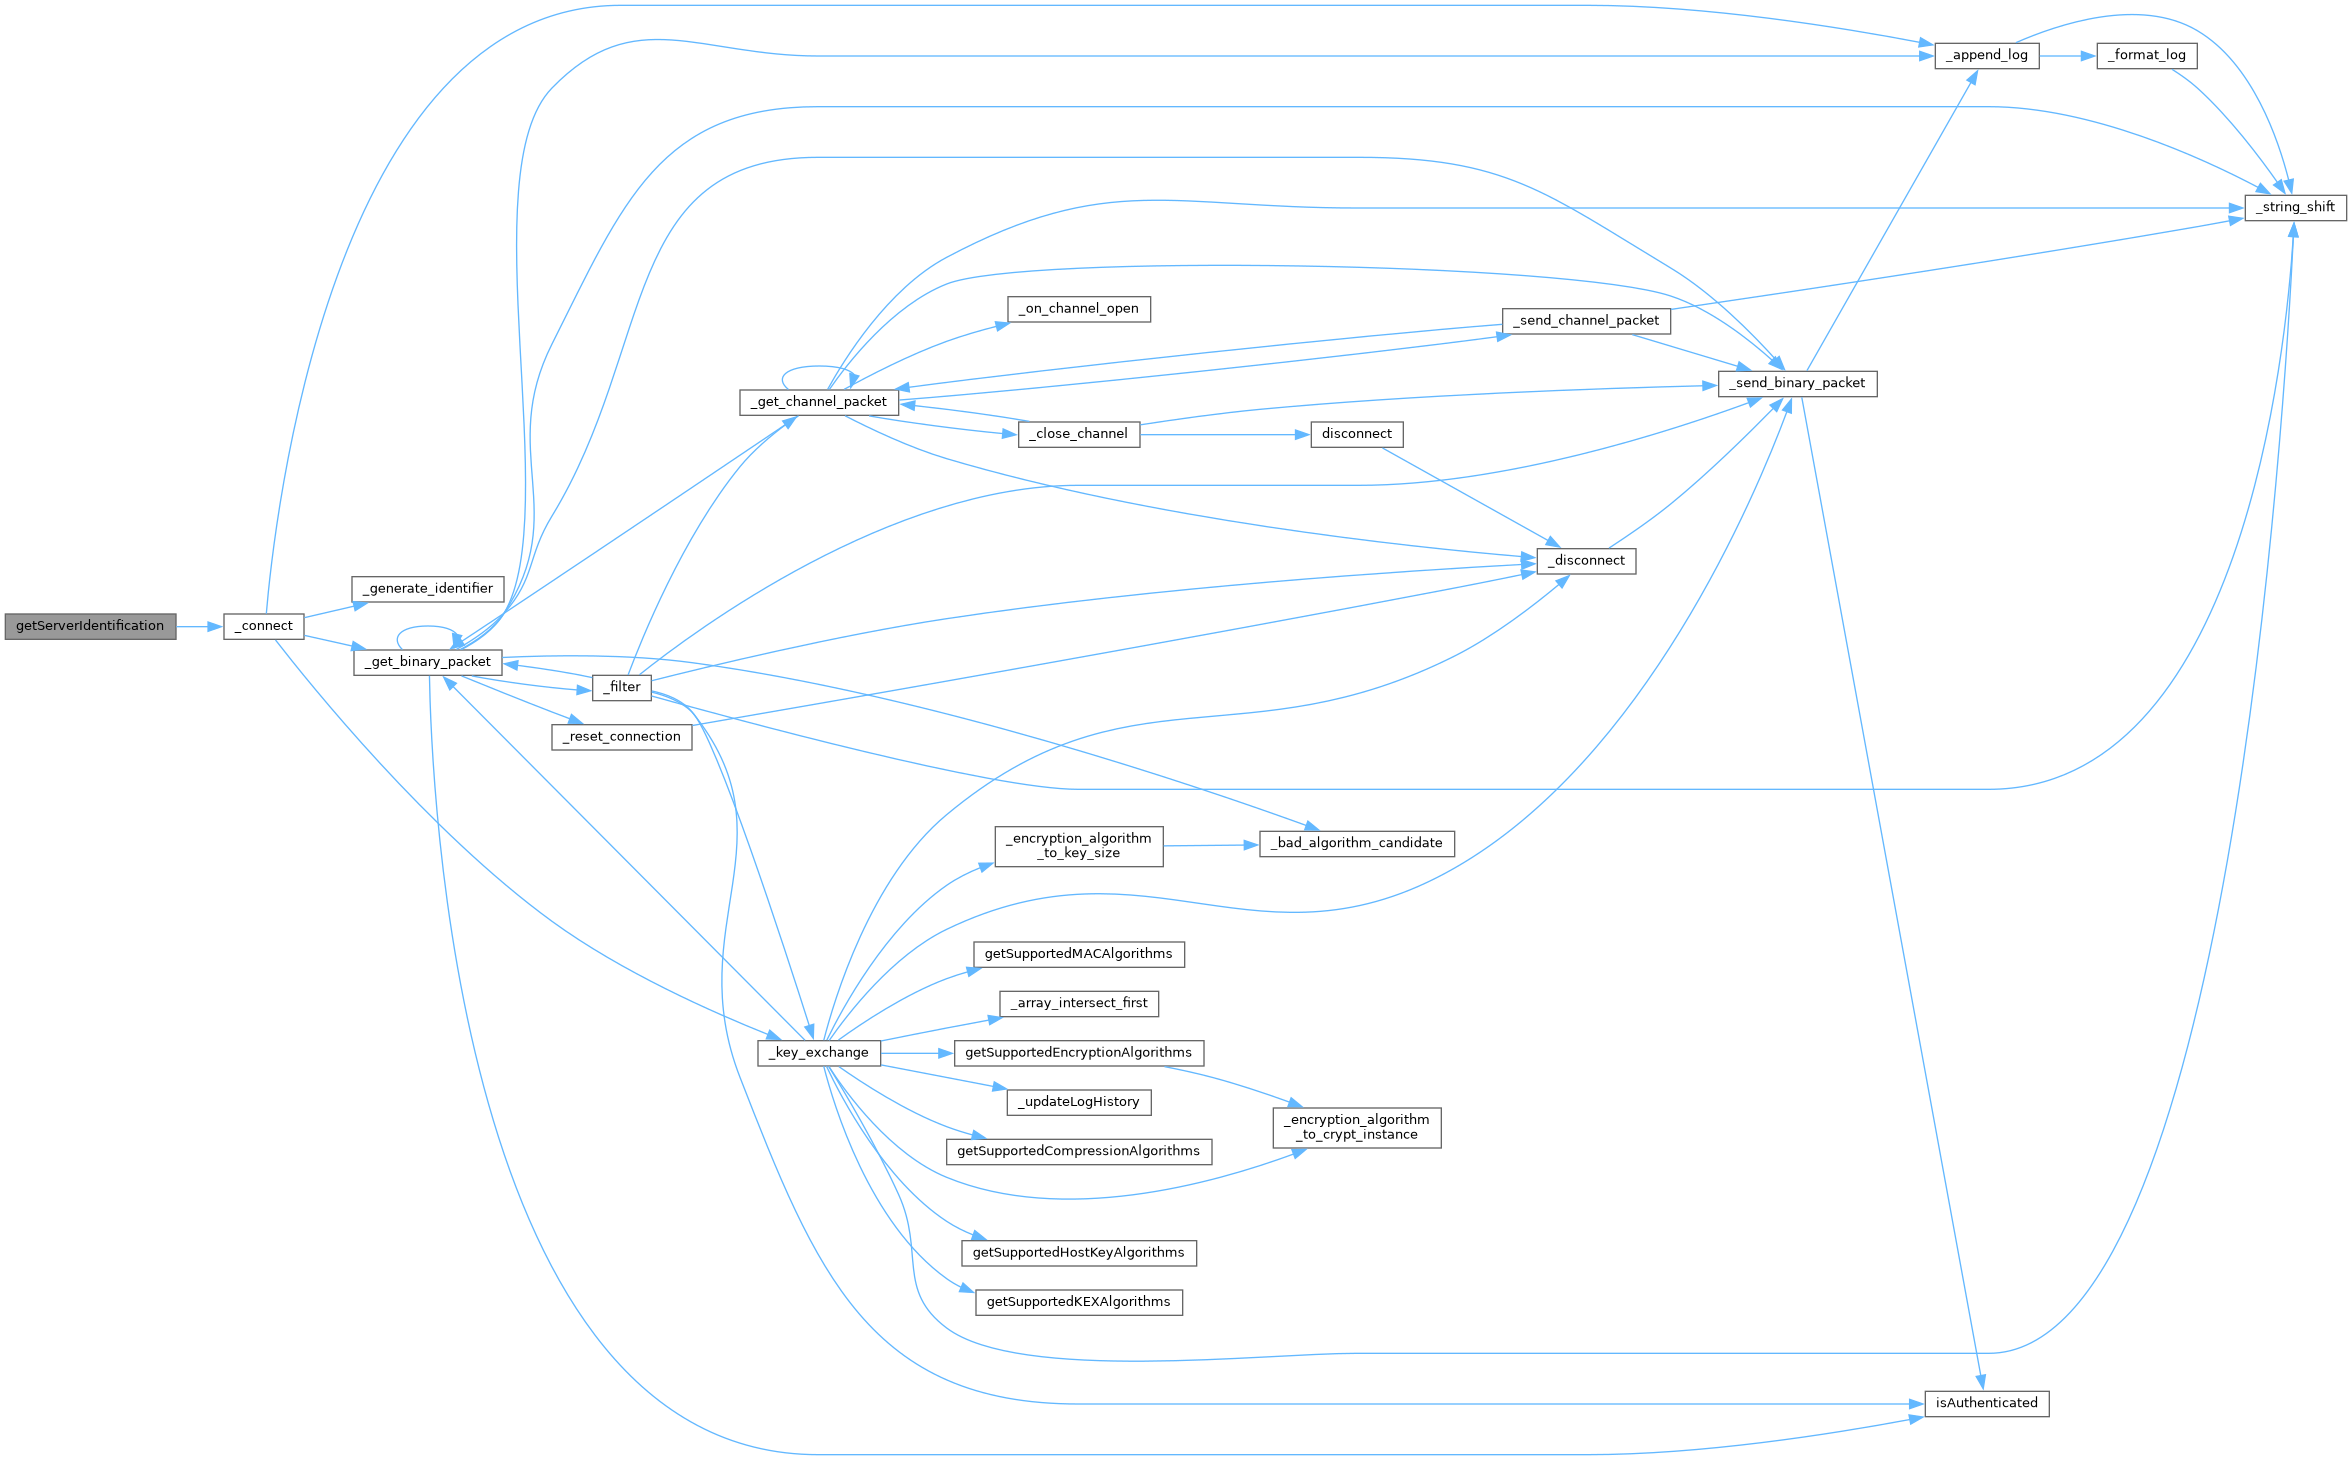 _append_log
_format_log
_string_shift
_on_channel_open
_send_channel_packet
_send_binary_packet
_get_channel_packet
_close_channel
disconnect
_disconnect
_generate_identifier
getServerIdentification
_connect
_get_binary_packet
_filter
_reset_connection
_encryption_algorithm
_to_key_size
_bad_algorithm_candidate
getSupportedMACAlgorithms
_array_intersect_first
_key_exchange
getSupportedEncryptionAlgorithms
_updateLogHistory
_encryption_algorithm
_to_crypt_instance
getSupportedCompressionAlgorithms
getSupportedHostKeyAlgorithms
getSupportedKEXAlgorithms
isAuthenticated